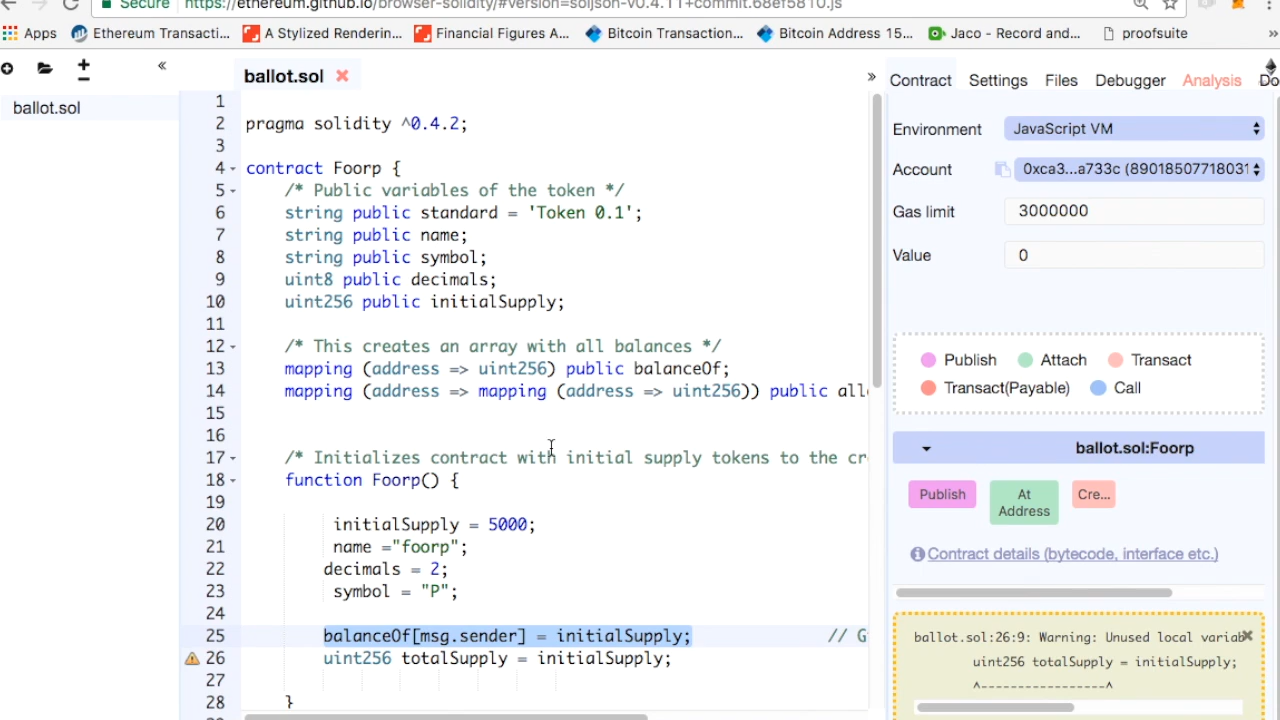 Secure https://ethereum.github.io/browser-solidity/#version=soljson-v0.4.11+commit.68ef5810.js
Apps Ethereum Transacti... A Stylized Renderin... Financial Figures A... Bitcoin Transaction... Bitcoin Address 15... Jaco - Record and... proofsuite »
«
ballot.sol
ballot.sol
»
1
2 pragma solidity ^0.4.2;
3
4 contract Foorp {
5 /* Public variables of the token */
6 string public standard = 'Token 0.1';
7 string public name;
8 string public symbol;
9 uint8 public decimals;
10 uint256 public initialSupply;
11
12 /* This creates an array with all balances */
13 mapping (address => uint256) public balanceOf;
14 mapping (address => mapping (address => uint256)) public all
15
16
17 /* Initializes contract with initial supply tokens to the cr
18 function Foorp() {
19
20 initialSupply = 5000;
21 name ="foorp";
22 decimals = 2;
23 symbol = "P";
24
25 balanceOf[msg.sender] = initialSupply; // G
26 uint256 totalSupply = initialSupply;
27
28 }
Contract Settings Files Debugger Analysis Do
Environment JavaScript VM
Account 0xca3...a733c (89018507718031
Gas limit 3000000
Value 0
Publish Attach Transact
Transact(Payable) Call
ballot.sol:Foorp
Publish At Address Cre...
Contract details (bytecode, interface etc.)
ballot.sol:26:9: Warning: Unused local variab
uint256 totalSupply = initialSupply;
^-----------------^